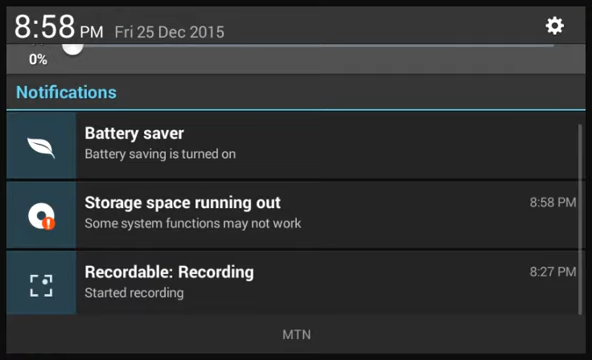 8:58 PM Fri 25 Dec 2015
0%
Notifications
Battery saver
Battery saving is turned on
Storage space running out 8:58 PM
Some system functions may not work
Recordable: Recording 8:27 PM
Started recording
MTN